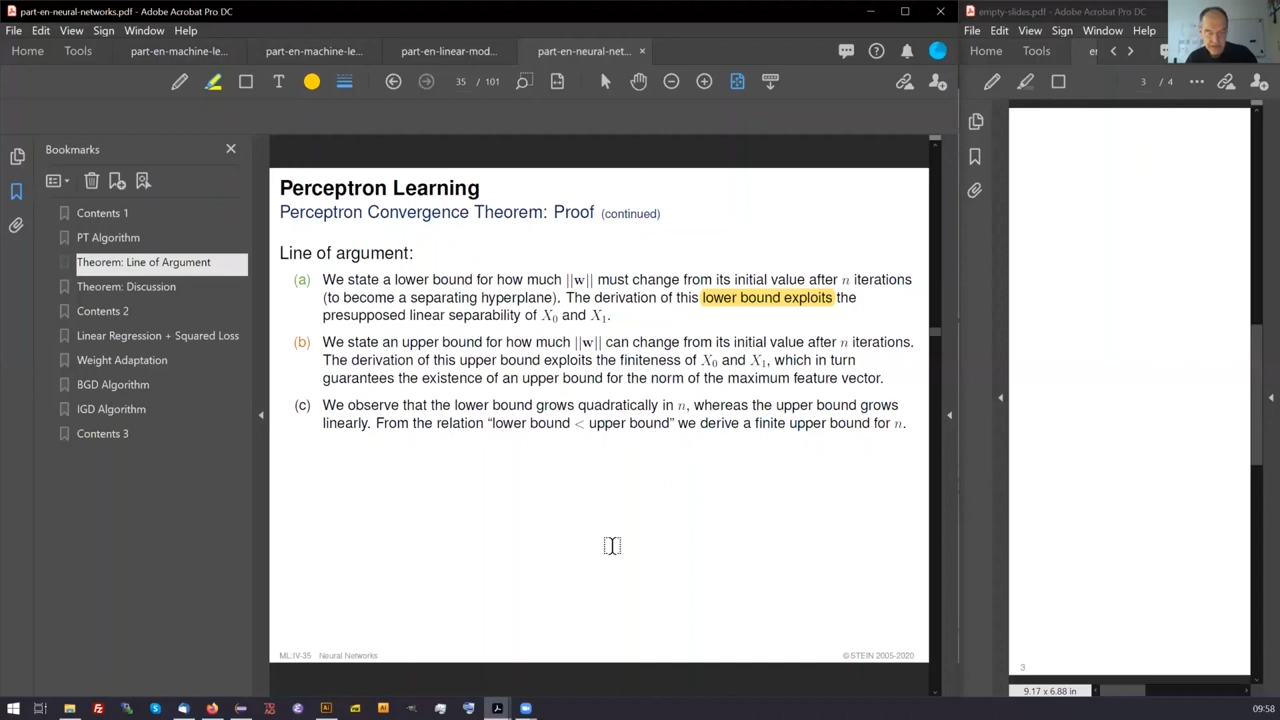 part-en-neural-networks.pdf - Adobe Acrobat Pro DC
File Edit View Sign Window Help
Home Tools part-en-machine-le... part-en-machine-le... part-en-linear-mod... part-en-neural-net... ×
35 / 101
Bookmarks
Contents 1
PT Algorithm
Theorem: Line of Argument
Theorem: Discussion
Contents 2
Linear Regression + Squared Loss
Weight Adaptation
BGD Algorithm
IGD Algorithm
Contents 3
Perceptron Learning
Perceptron Convergence Theorem: Proof (continued)
Line of argument:
(a) We state a lower bound for how much ||w|| must change from its initial value after n iterations
(to become a separating hyperplane). The derivation of this lower bound exploits the
presupposed linear separability of X₀ and X₁.
(b) We state an upper bound for how much ||w|| can change from its initial value after n iterations.
The derivation of this upper bound exploits the finiteness of X₀ and X₁, which in turn
guarantees the existence of an upper bound for the norm of the maximum feature vector.
(c) We observe that the lower bound grows quadratically in n, whereas the upper bound grows
linearly. From the relation “lower bound < upper bound” we derive a finite upper bound for n.
ML:IV-35 Neural Networks
© STEIN 2005-2020
empty-slides.pdf - Adobe Acrobat Pro DC
File Edit View Sign Window Help
Home Tools
3 / 4
3
9.17 x 6.88 in
09:58